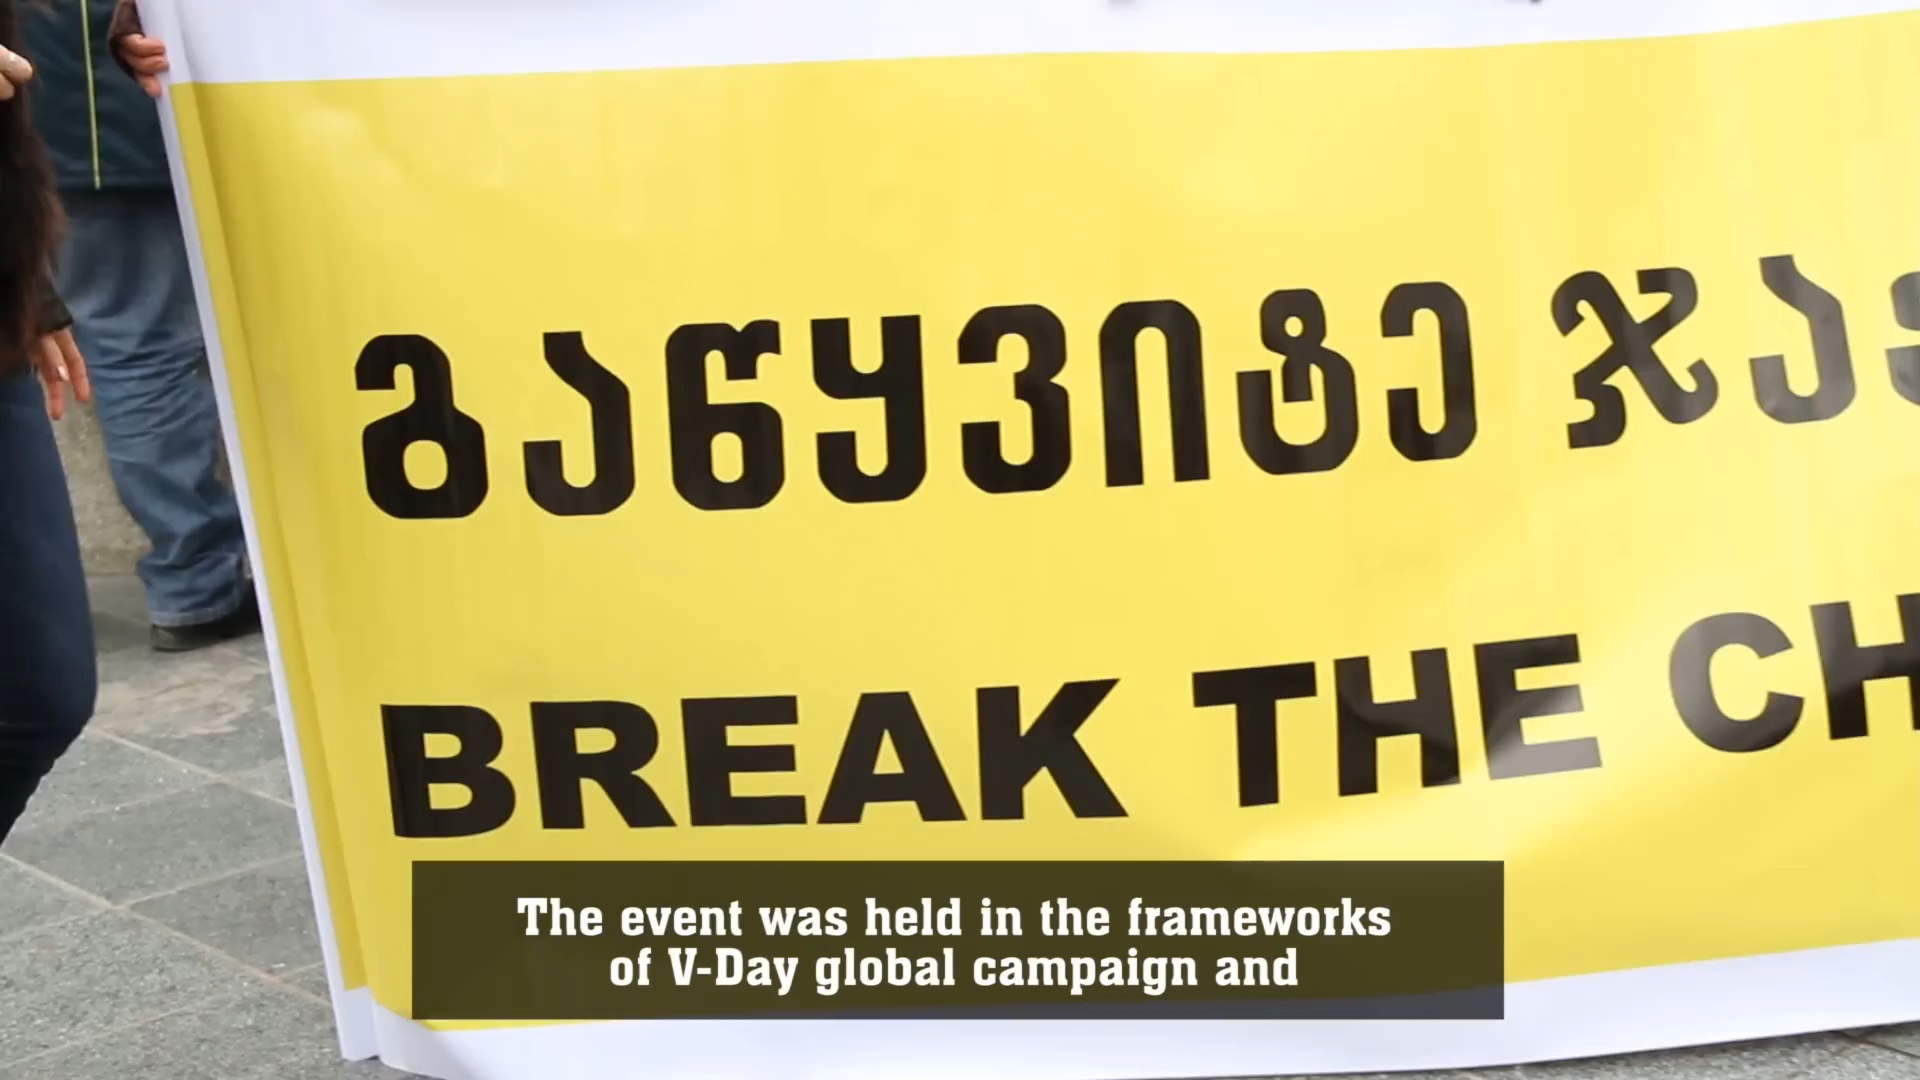 გაწყვიტე
BREAK THE
The event was held in the frameworks
of V-Day global campaign and